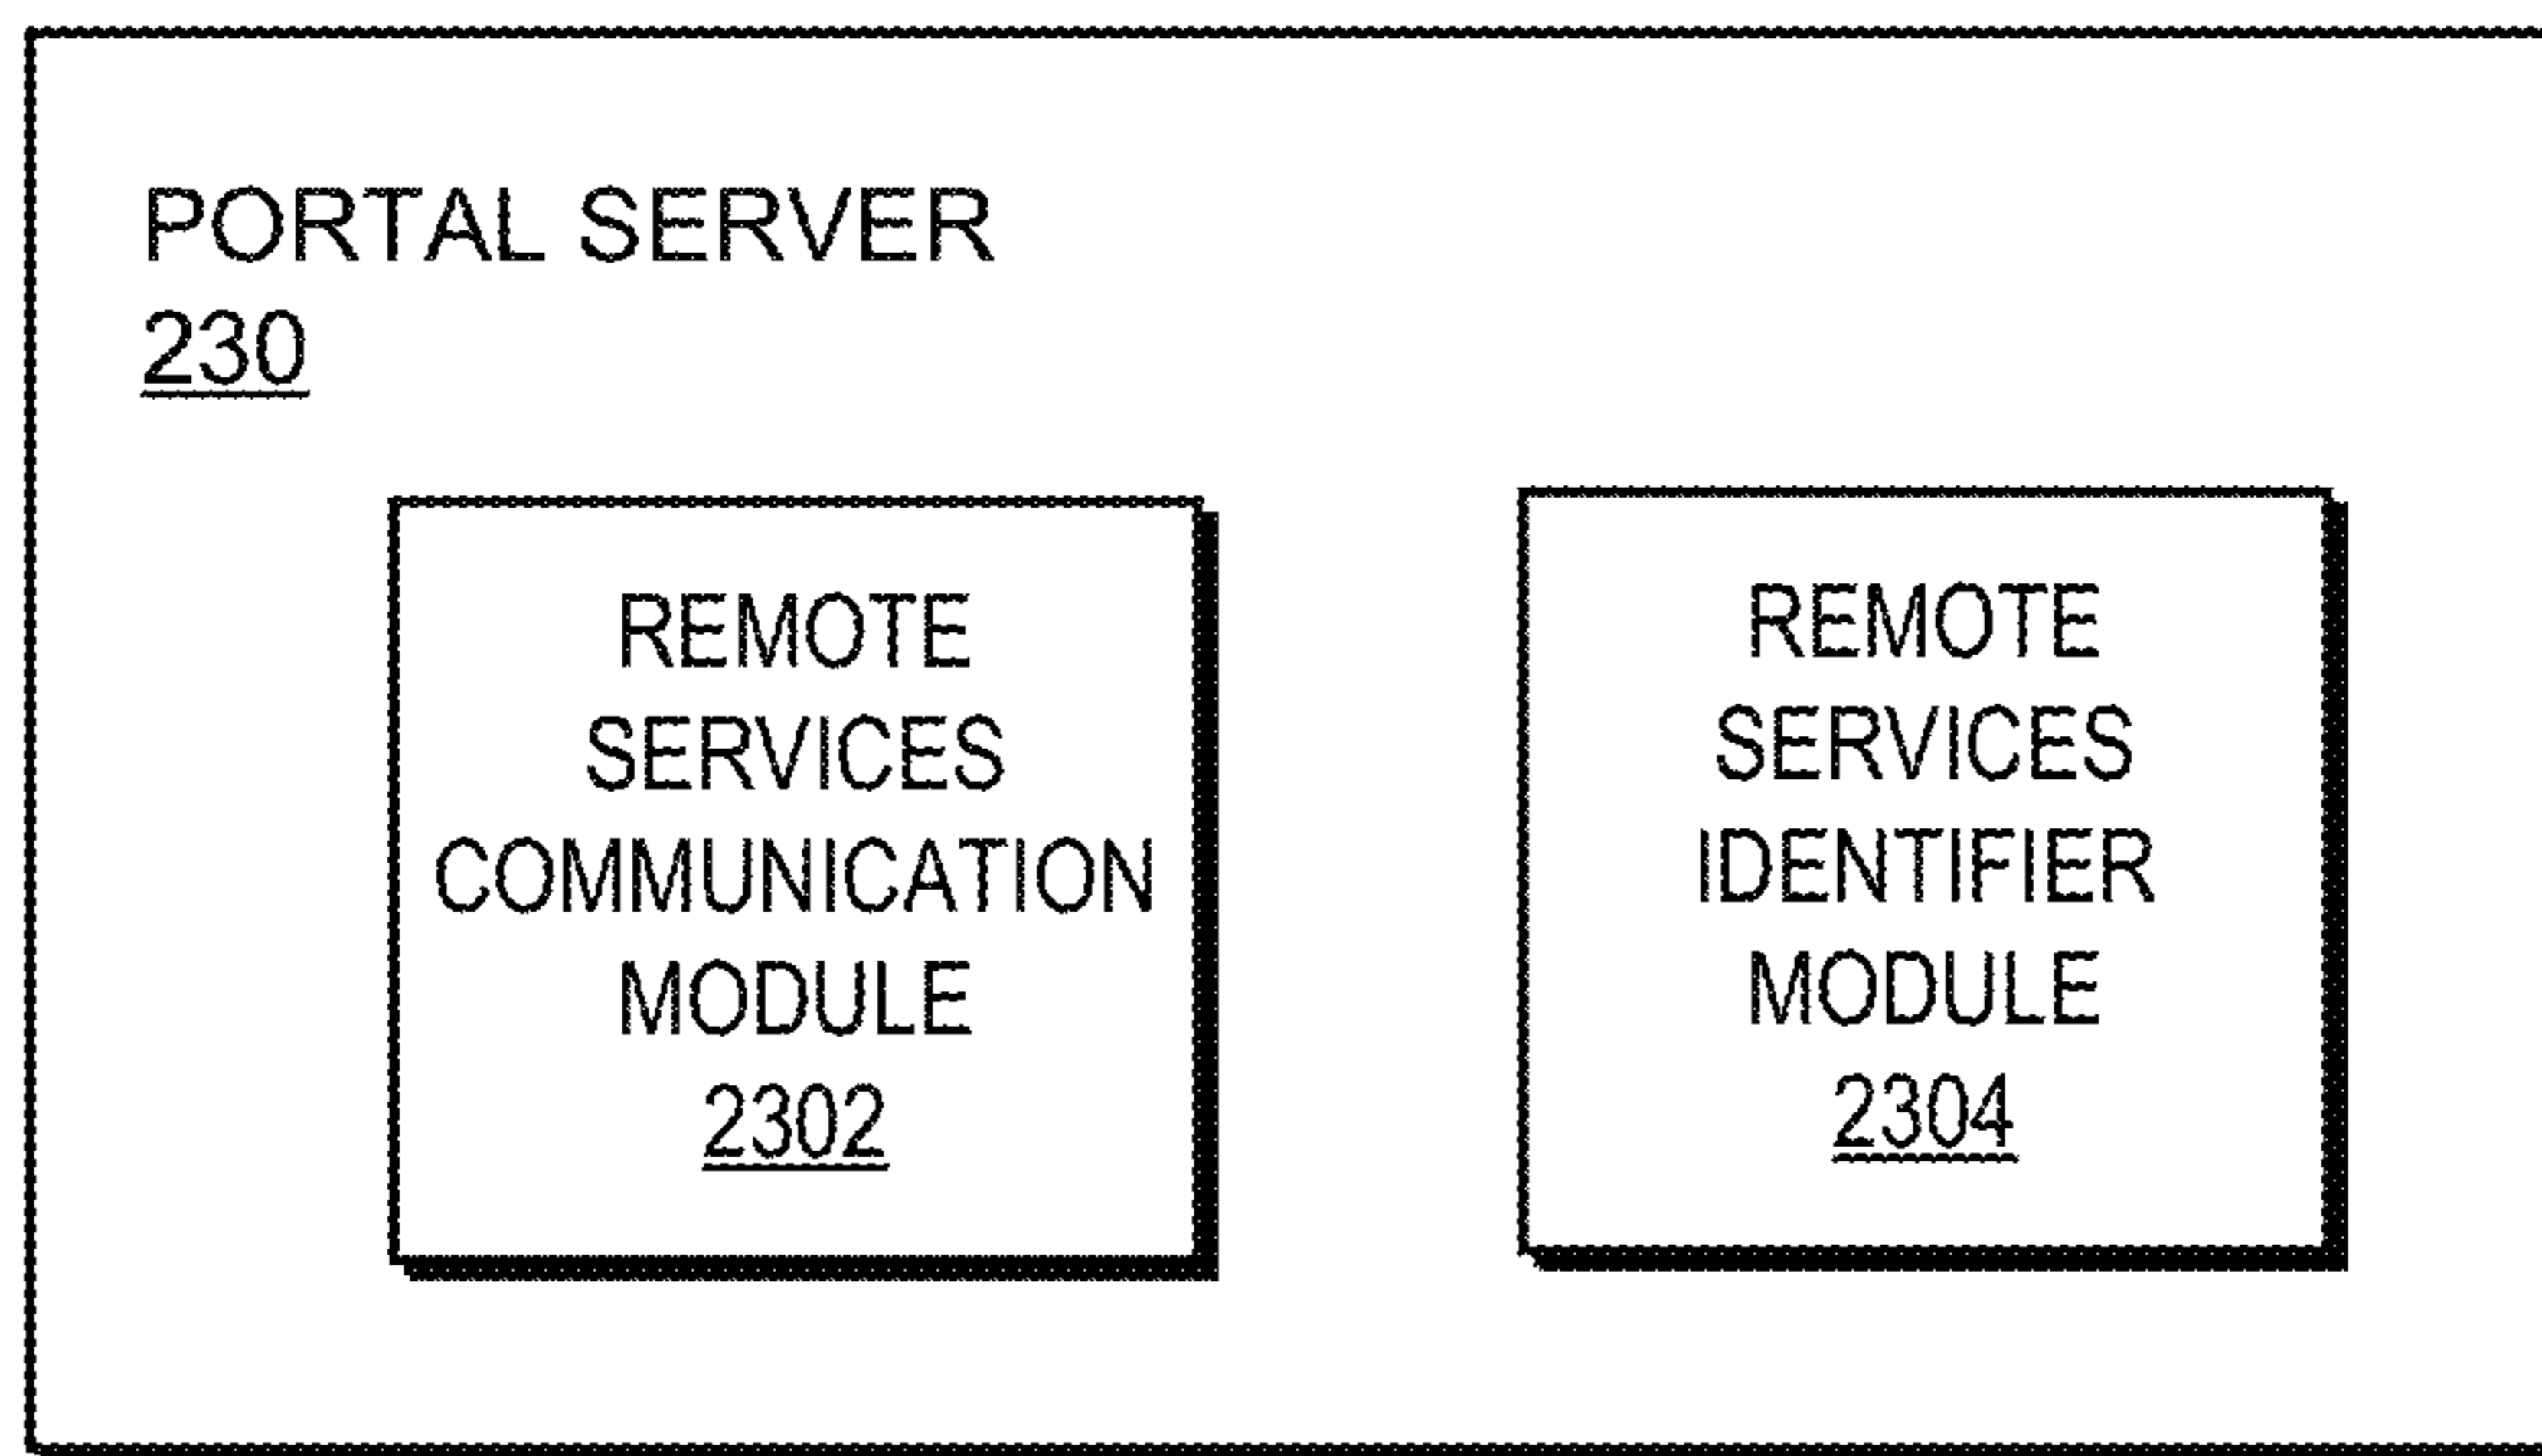 PORTAL SERVER
230
REMOTE
SERVICES
COMMUNICATION
MODULE
2302
REMOTE
SERVICES
IDENTIFIER
MODULE
2304